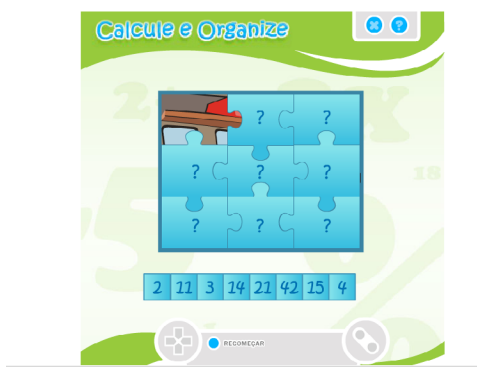 Calcule e Organize
x ?
? ?
? ? ?
? ? ?
2 11 3 14 21 42 15 4
RECOMEÇAR